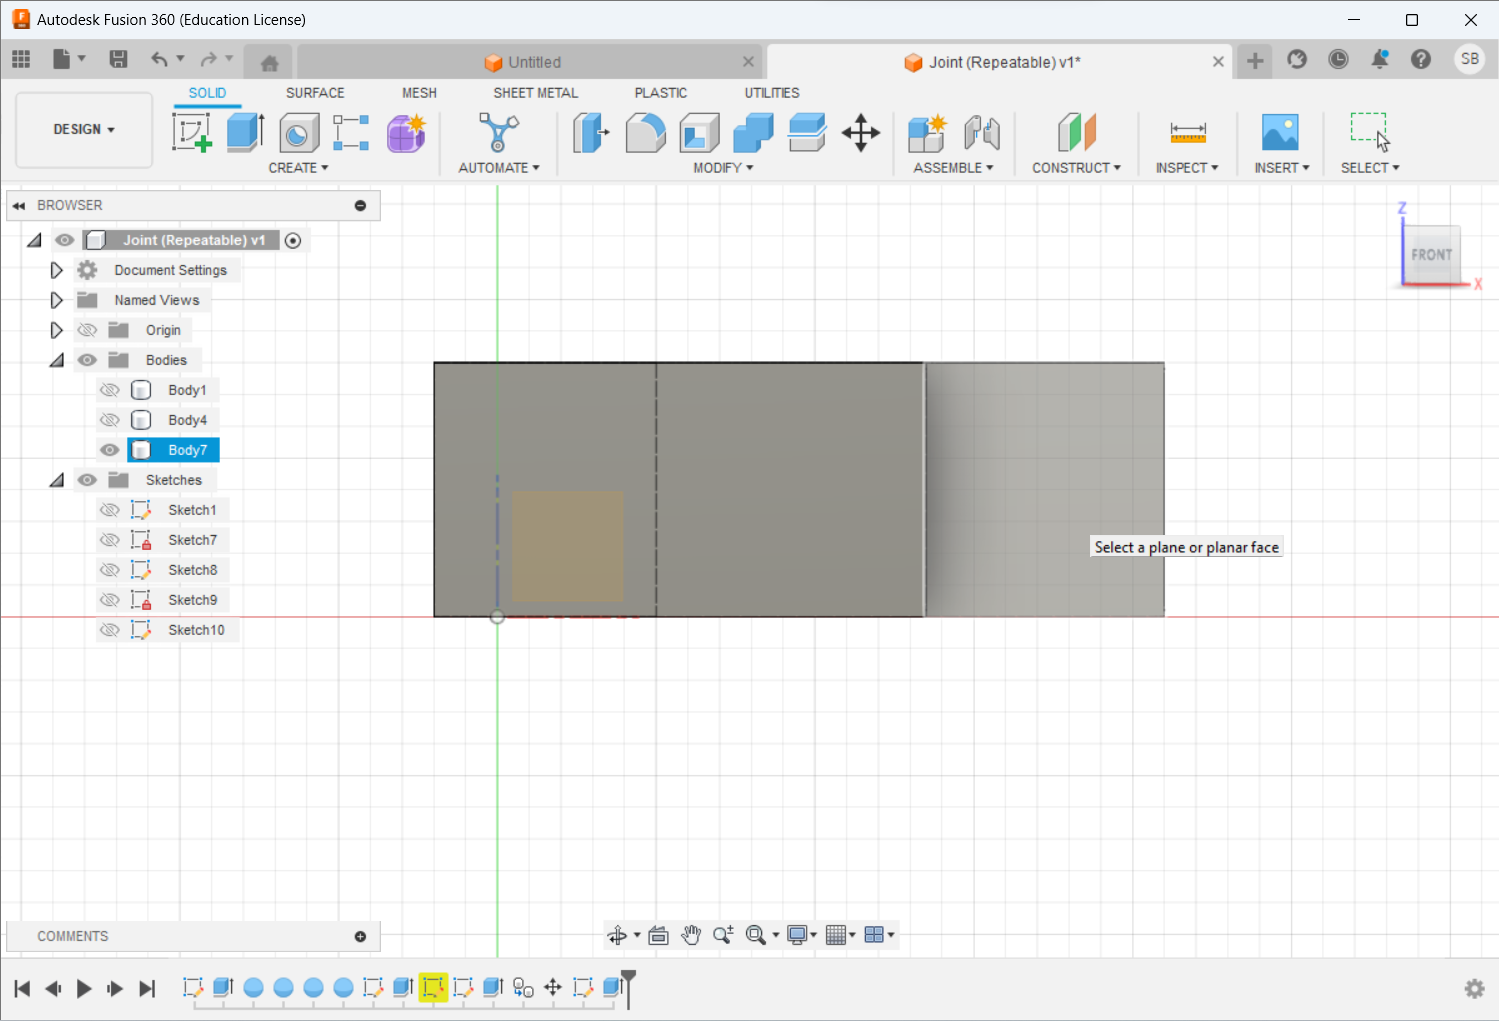 Autodesk Fusion 360 (Education License)
Untitled
Joint (Repeatable) v1*
SB
DESIGN
SOLID
SURFACE
MESH
SHEET METAL
PLASTIC
UTILITIES
CREATE
AUTOMATE
MODIFY
ASSEMBLE
CONSTRUCT
INSPECT
INSERT
SELECT
BROWSER
Joint (Repeatable) v1
Document Settings
Named Views
Origin
Bodies
Body1
Body4
Body7
Sketches
Sketch1
Sketch7
Sketch8
Sketch9
Sketch10
Z
FRONT
X
Select a plane or planar face
COMMENTS